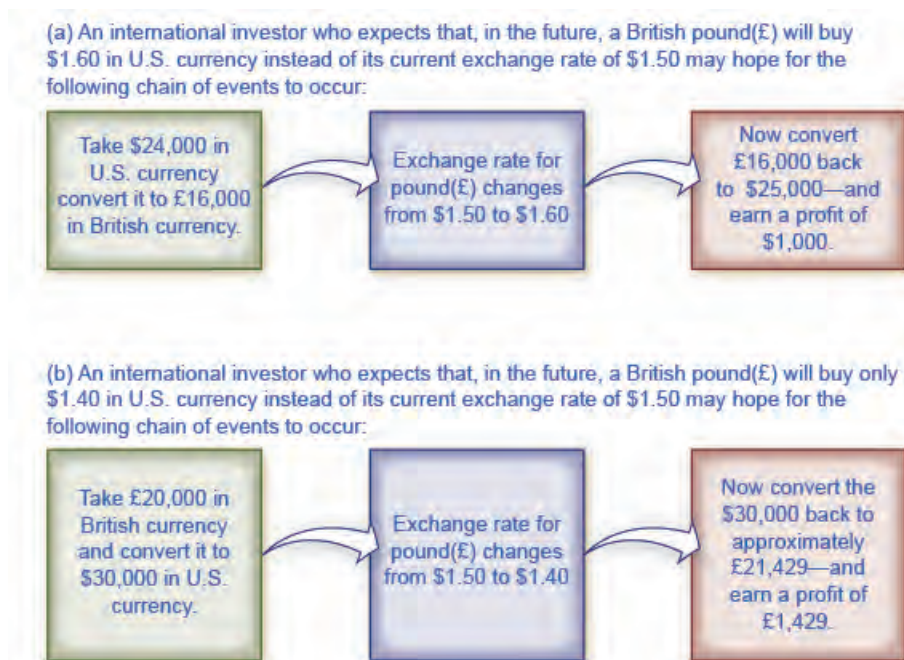 (a) An international investor who expects that, in the future, a British pound(£) will buy
$1.60 in U.S. currency instead of its current exchange rate of $1.50 may hope for the
following chain of events to occur:
Take $24,000 in
U.S. currency
convert it to £16,000
in British currency.
Exchange rate for
pound(£) changes
from $1.50 to $1.60
Now convert
£16,000 back
to $25,000—and
earn a profit of
$1,000.
(b) An international investor who expects that, in the future, a British pound(£) will buy only
$1.40 in U.S. currency instead of its current exchange rate of $1.50 may hope for the
following chain of events to occur:
Take £20,000 in
British currency
and convert it to
$30,000 in U.S.
currency.
Exchange rate for
pound(£) changes
from $1.50 to $1.40
Now convert the
$30,000 back to
approximately
£21,429—and
earn a profit of
£1,429.